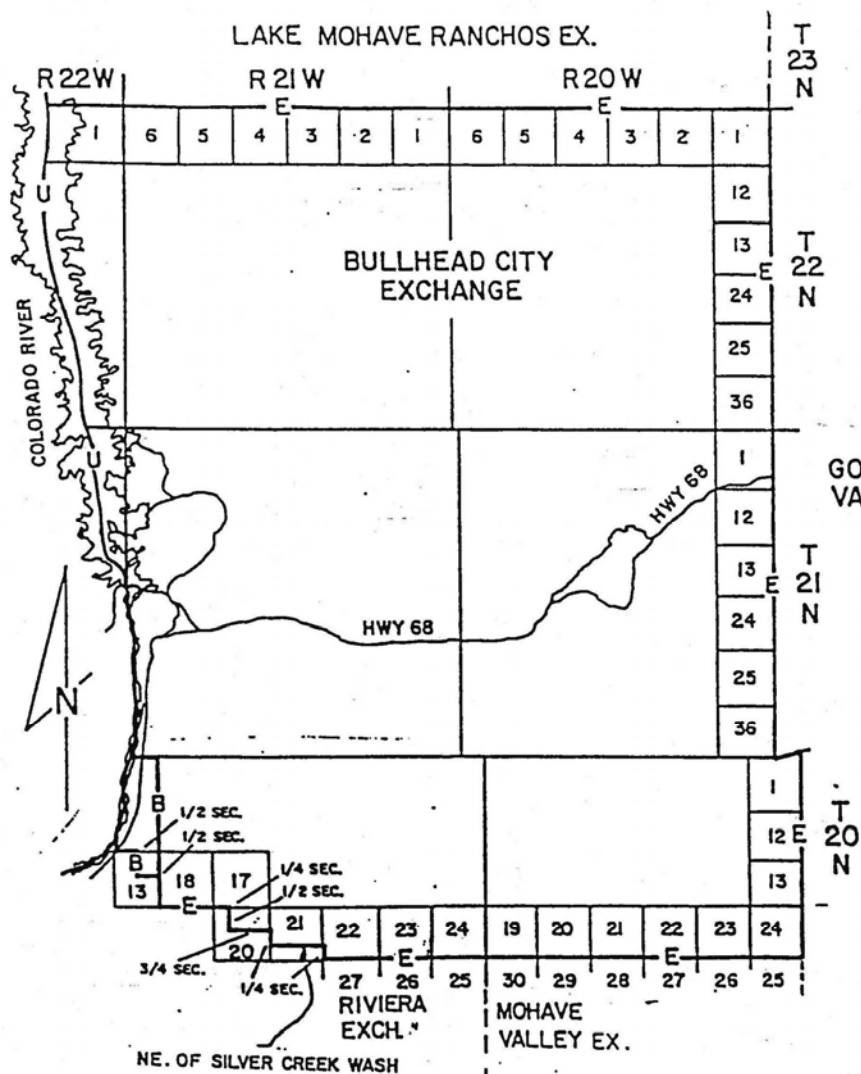 LAKE MOHAVE RANCHOS EX.
T
23
N
R 22 W
R 21 W
R 20 W
E
E
1
6
5
4
3
2
1
6
5
4
3
2
1
12
13
24
25
36
E
T
22
N
U
COLORADO RIVER
U
BULLHEAD CITY
EXCHANGE
1
12
13
24
25
36
E
GO
VA
T
21
N
HWY 68
HWY 68
N
B
1/2 SEC.
1/2 SEC.
B
13
18
17
E
1/4 SEC.
1/2 SEC.
1
12
13
E
T
20
N
21
22
23
24
19
20
21
22
23
24
20
3/4 SEC.
1/4 SEC.
E
E
27
26
25
30
29
28
27
26
25
RIVIERA
EXCH.
MOHAVE
VALLEY EX.
NE. OF SILVER CREEK WASH